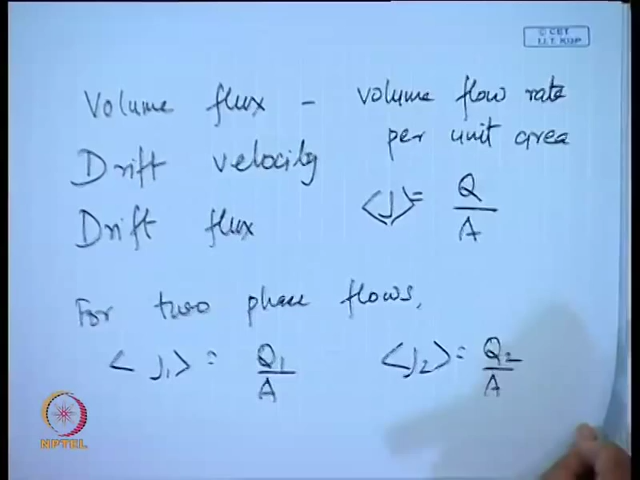 © CET
I.I.T. KGP
Volume flux - volume flow rate
per unit area
Drift velocity
<J> = Q/A
Drift flux
For two phase flows,
<J₁> = Q₁/A <J₂> = Q₂/A
NPTEL